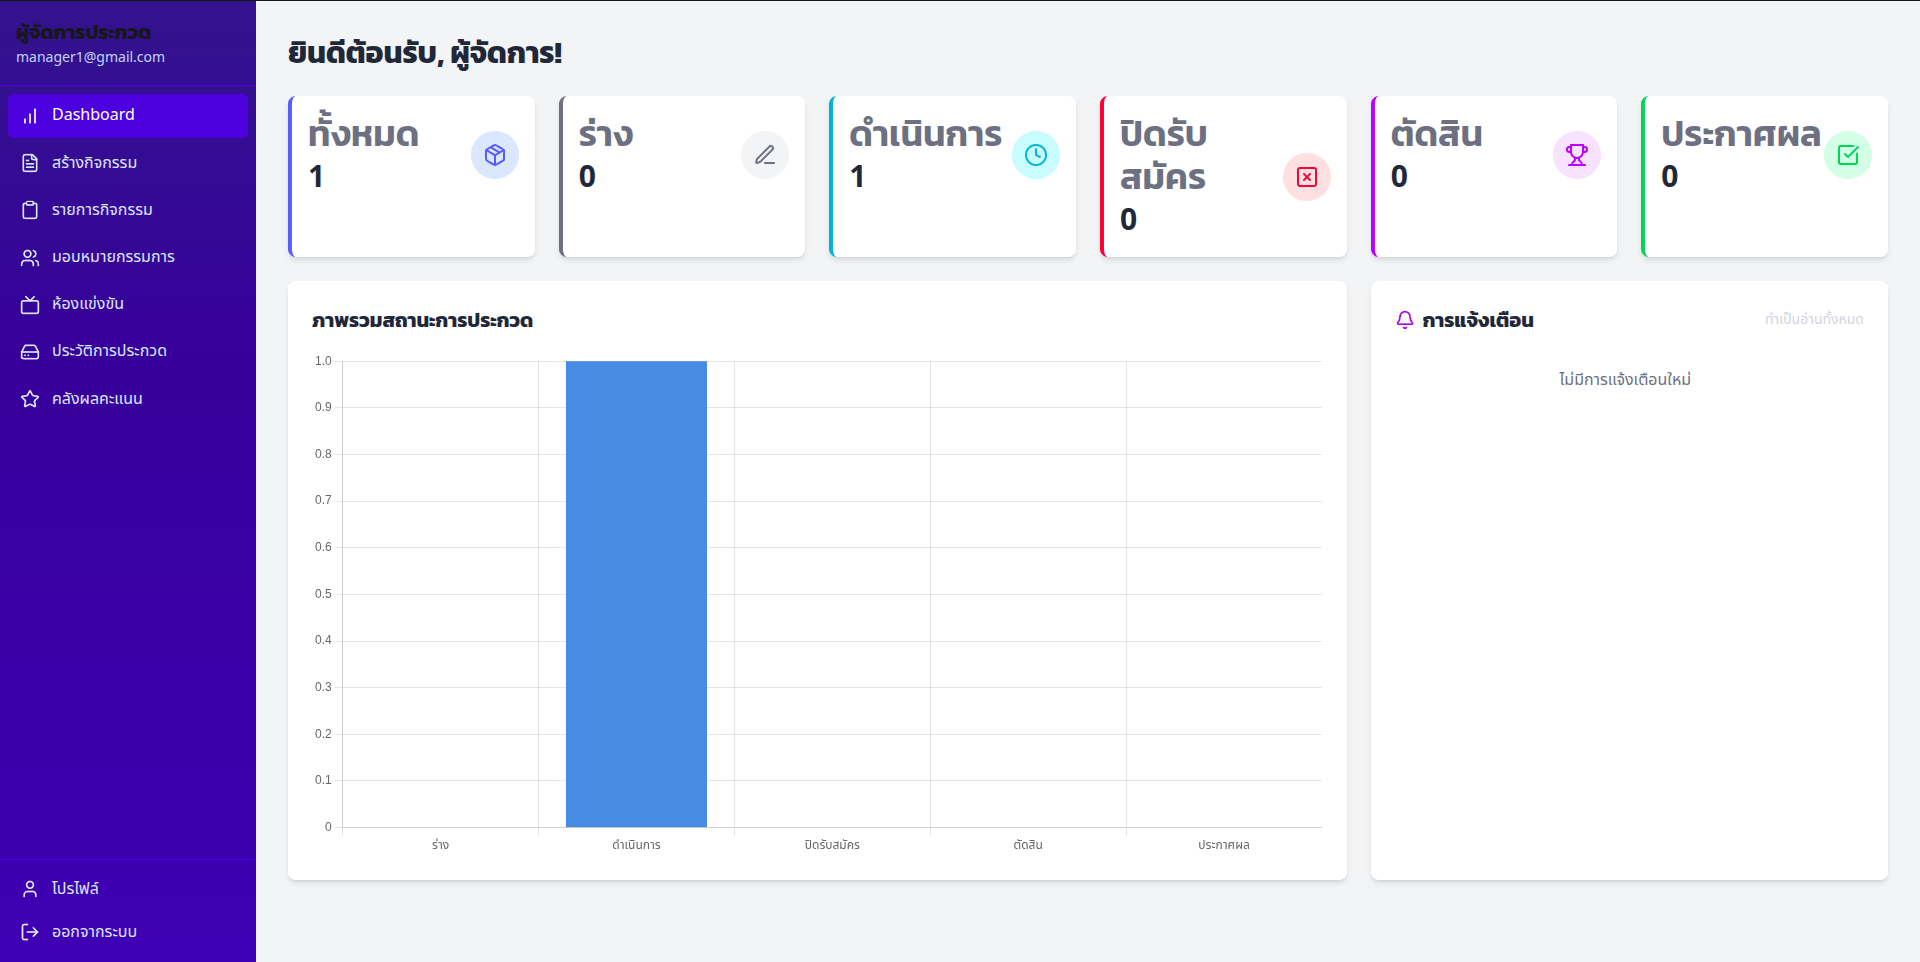 ผู้จัดการประกวด
manager1@gmail.com
Dashboard
สร้างกิจกรรม
รายการกิจกรรม
มอบหมายกรรมการ
ห้องแข่งขัน
ประวัติการประกวด
คลังผลคะแนน
โปรไฟล์
ออกจากระบบ
ยินดีต้อนรับ, ผู้จัดการ!
ทั้งหมด
1
ร่าง
0
ดำเนินการ
1
ปิดรับ
สมัคร
0
ตัดสิน
0
ประกาศผล
0
ภาพรวมสถานะการประกวด
1.0
0.9
0.8
0.7
0.6
0.5
0.4
0.3
0.2
0.1
0
ร่าง
ดำเนินการ
ปิดรับสมัคร
ตัดสิน
ประกาศผล
การแจ้งเตือน
ทำเป็นอ่านทั้งหมด
ไม่มีการแจ้งเตือนใหม่